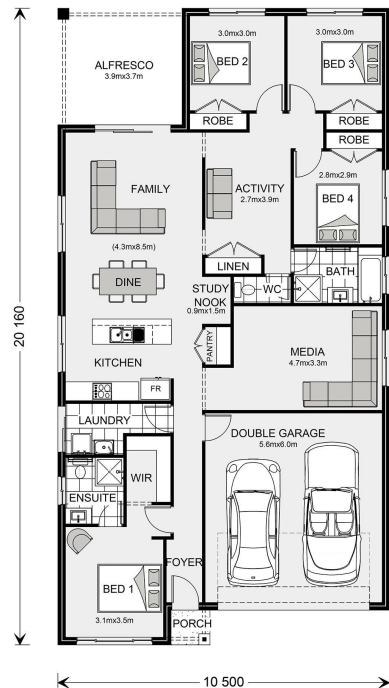 3.0mx3.0m
BED 2
3.0mx3.0m
BED 3
ALFRESCO
3.9mx3.7m
ROBE
ROBE
ROBE
FAMILY
ACTIVITY
2.7mx3.9m
2.8mx2.9m
BED 4
(4.3mx8.5m)
LINEN
BATH
DINE
STUDY
NOOK
0.9mx1.5m
WC
20 160
PANTRY
MEDIA
4.7mx3.3m
KITCHEN
FR
LAUNDRY
DOUBLE GARAGE
5.6mx6.0m
WIR
ENSUITE
FOYER
BED 1
3.1mx3.5m
PORCH
10 500